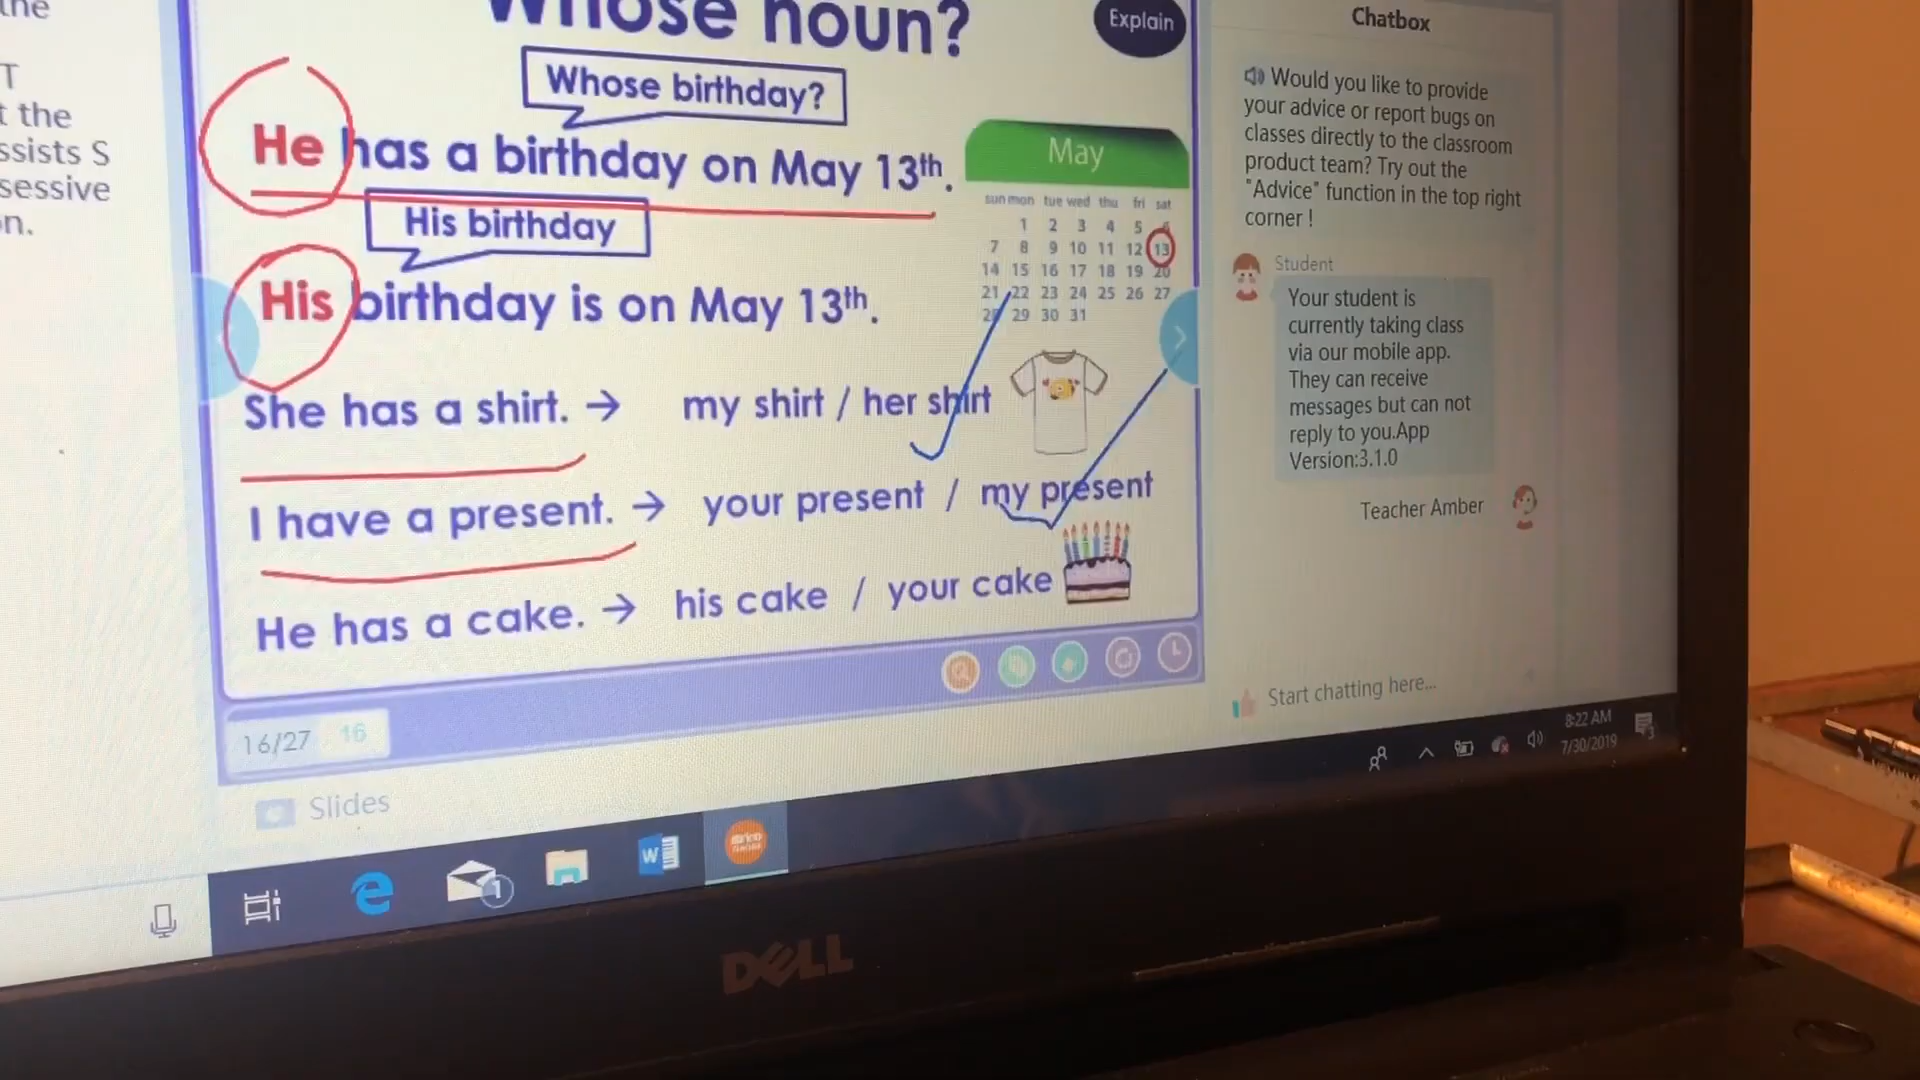 the
T
t the
ssists S
sessive
n.
Whose noun?
Explain
Whose birthday?
He has a birthday on May 13th.
His birthday
His birthday is on May 13th.
May
sun mon tue wed thu fri sat
1 2 3 4 5 6
7 8 9 10 11 12 13
14 15 16 17 18 19 20
21 22 23 24 25 26 27
28 29 30 31
She has a shirt. → my shirt / her shirt
I have a present. → your present / my present
He has a cake. → his cake / your cake
16/27 16
Slides
Chatbox
Would you like to provide
your advice or report bugs on
classes directly to the classroom
product team? Try out the
"Advice" function in the top right
corner !
Student
Your student is
currently taking class
via our mobile app.
They can receive
messages but can not
reply to you.App
Version:3.1.0
Teacher Amber
Start chatting here...
8:22 AM
7/30/2019
3
1
W
DELL